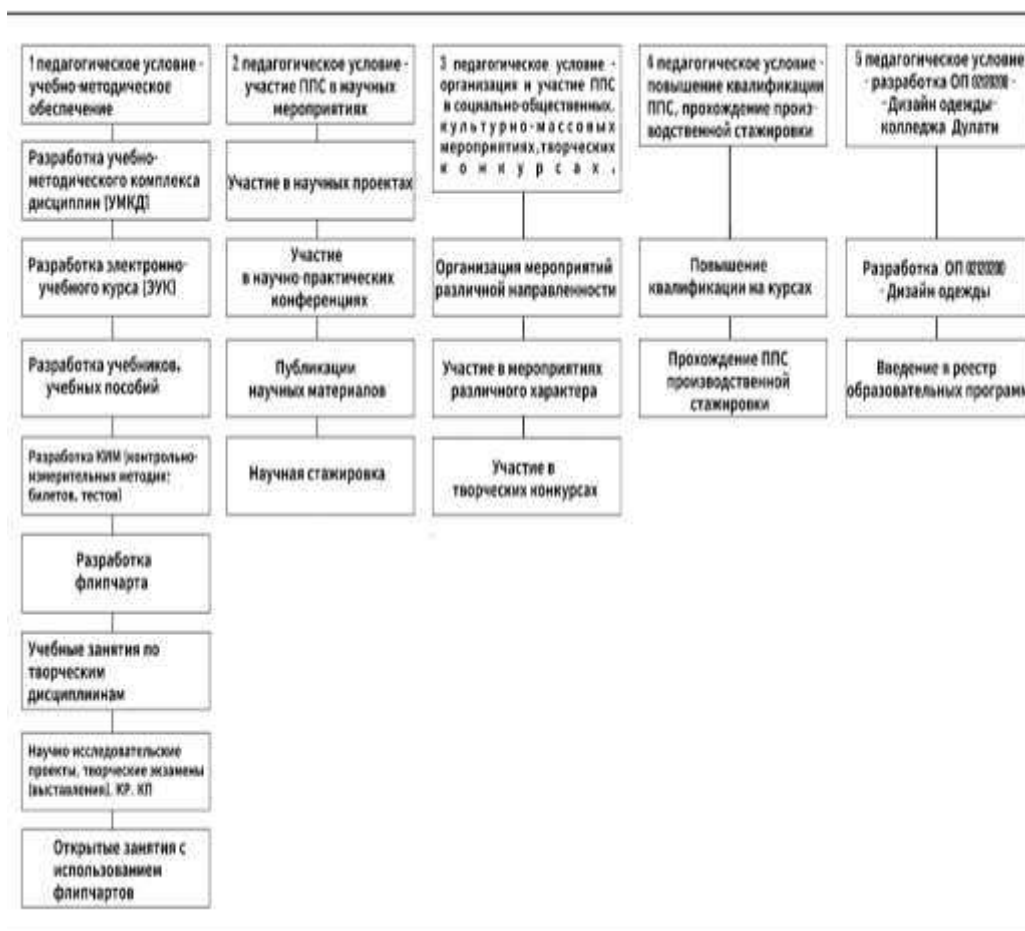 1 педагогическое условие -
учебно-методическое
обеспечение
Разработка учебно-
методического комплекса
дисциплин (УМКД)
Разработка электронно-
учебного курса (ЭУК)
Разработка учебников,
учебных пособий
Разработка КИМ (контрольно-
измерительных методик:
билетов, тестов)
Разработка
флипчарта
Учебные занятия по
творческим
дисциплиинам
Научно исследовательские
проекты, творческие экзамены
(выставления), КР, КП
Открытые занятия с
использованием
флипчартов
2 педагогическое условие -
участие ППС в научных
мероприятиях
Участие в научных проектах
Участие
в научно-практических
конференциях
Публикации
научных материалов
Научная стажировка
3 педагогическое условие -
организация и участие ППС
в социально-общественных,
культурно-массовых
мероприятиях, творческих
конкурсах,
Организация мероприятий
различной направленности
Участие в мероприятиях
различного характера
Участие в
творческих конкурсах
4 педагогическое условие -
повышение квалификации
ППС, прохождение произ-
водственной стажировки
Повышение
квалификации на курсах
Прохождение ППС
производственной
стажировки
5 педагогическое условие
- разработка ОП -
- Дизайн одежды-
колледжа Дулати
Разработка ОП
- Дизайн одежды
Введение в реестр
образовательных программ